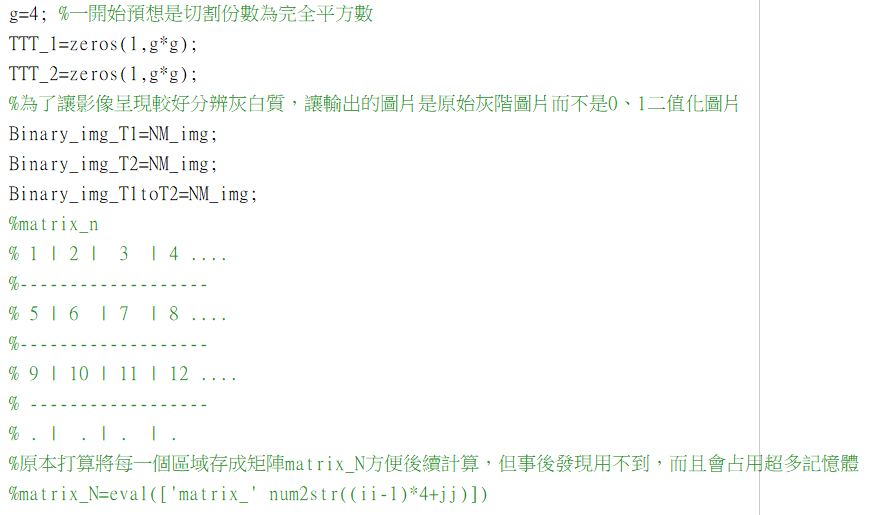 g=4; %一開始預想是切割份數為完全平方數
TTT_1=zeros(1,g*g);
TTT_2=zeros(1,g*g);
%為了讓影像呈現較好分辨灰白質，讓輸出的圖片是原始灰階圖片而不是0、1二值化圖片
Binary_img_T1=NM_img;
Binary_img_T2=NM_img;
Binary_img_T1toT2=NM_img;
%matrix_n
% 1 | 2 |  3  | 4 ....
%-------------------
% 5 | 6  | 7  | 8 ....
%-------------------
% 9 | 10 | 11 | 12 ....
% ------------------
% . |  . | .  | .
%原本打算將每一個區域存成矩陣matrix_N方便後續計算，但事後發現用不到，而且會占用超多記憶體
%matrix_N=eval(['matrix_' num2str((ii-1)*4+jj)])